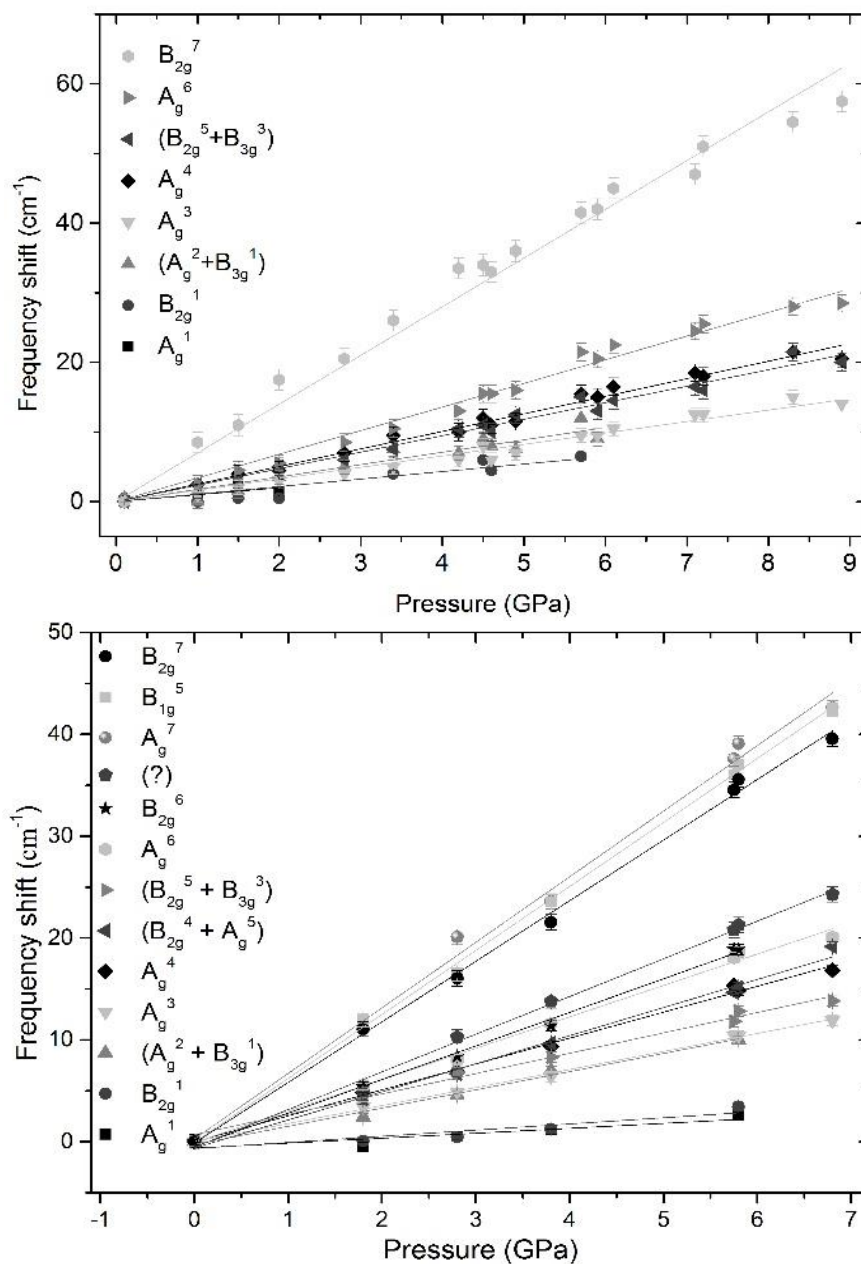 60
40
20
0
Frequency shift (cm⁻¹)
B₂g⁷
Ag⁶
(B₂g⁵+B₃g³)
Ag⁴
Ag³
(Ag²+B₃g¹)
B₂g¹
Ag¹
0 1 2 3 4 5 6 7 8 9
Pressure (GPa)
50
40
30
20
10
0
Frequency shift (cm⁻¹)
B₂g⁷
B₁g⁵
Ag⁷
(?)
B₂g⁶
Ag⁶
(B₂g⁵ + B₃g³)
(B₂g⁴ + Ag⁵)
Ag⁴
Ag³
(Ag² + B₃g¹)
B₂g¹
Ag¹
-1 0 1 2 3 4 5 6 7
Pressure (GPa)